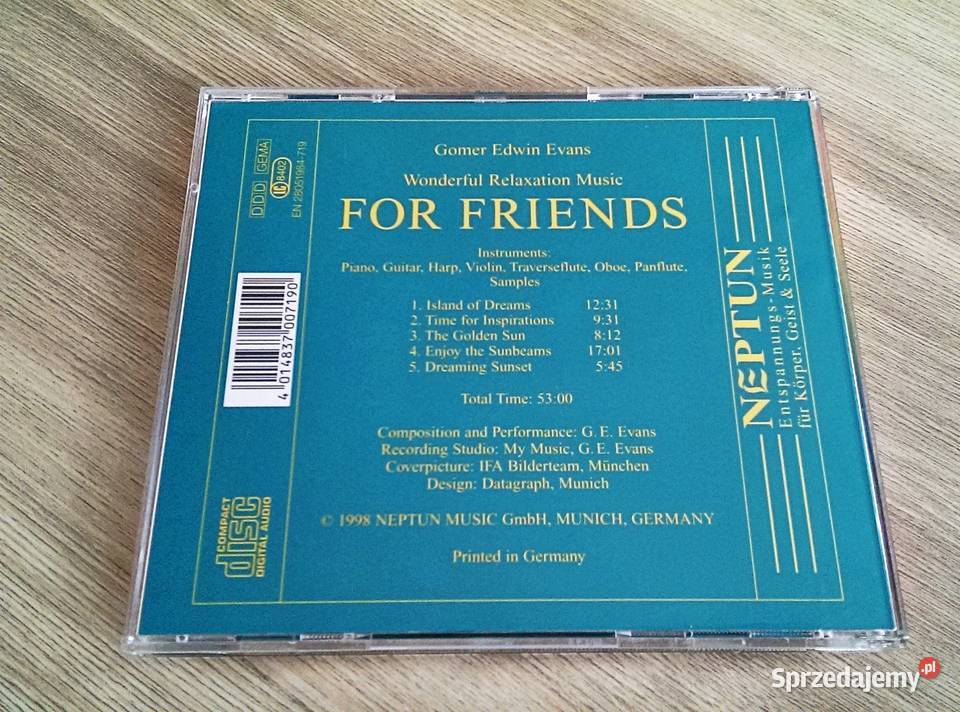 Gomer Edwin Evans
Wonderful Relaxation Music
FOR FRIENDS
Instruments:
Piano, Guitar, Harp, Violin, Traverseflute, Oboe, Panflute,
Samples
1. Island of Dreams 12:31
2. Time for Inspirations 9:31
3. The Golden Sun 8:12
4. Enjoy the Sunbeams 17:01
5. Dreaming Sunset 5:45
Total Time: 53:00
Composition and Performance: G. E. Evans
Recording Studio: My Music, G. E. Evans
Coverpicture: IFA Bilderteam, München
Design: Datagraph, Munich
© 1998 NEPTUN MUSIC GmbH, MUNICH, GERMANY
Printed in Germany
DDD GEMA
LC 8402
EN 28051984-719
4 014837 007190
COMPACT
disc
DIGITAL AUDIO
NEPTUN
Entspannungs-Musik
für Körper, Geist & Seele
Sprzedajemy.pl